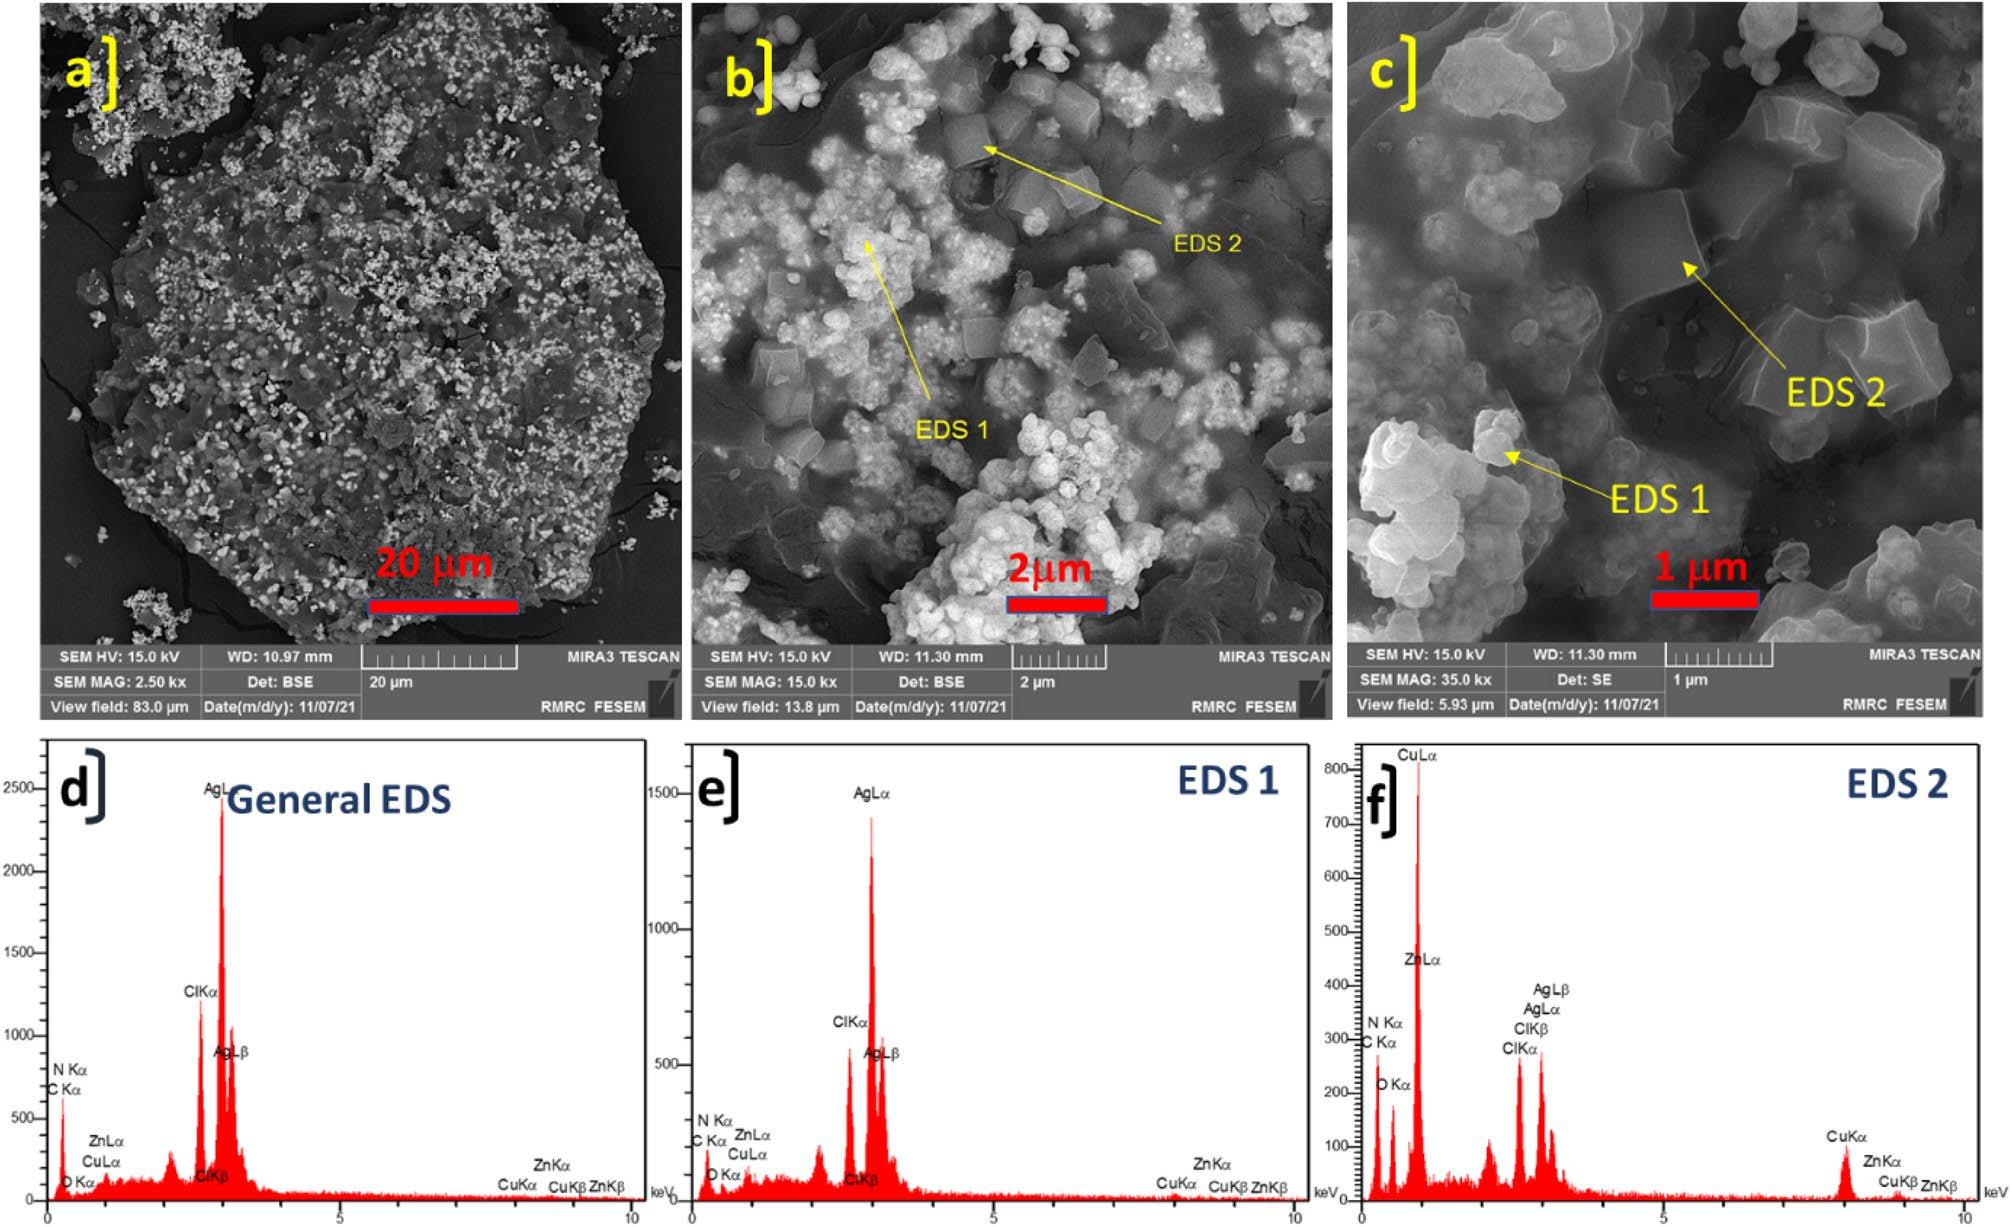 a]
20 µm
SEM HV: 15.0 kV
WD: 10.97 mm
MIRA3 TESCAN
SEM MAG: 2.50 kx
Det: BSE
20 µm
View field: 83.0 µm
Date(m/d/y): 11/07/21
RMRC FESEM
b]
EDS 2
EDS 1
2µm
SEM HV: 15.0 kV
WD: 11.30 mm
MIRA3 TESCAN
SEM MAG: 15.0 kx
Det: BSE
2 µm
View field: 13.8 µm
Date(m/d/y): 11/07/21
RMRC FESEM
c]
EDS 2
EDS 1
1 µm
SEM HV: 15.0 kV
WD: 11.30 mm
MIRA3 TESCAN
SEM MAG: 35.0 kx
Det: SE
1 µm
View field: 5.93 µm
Date(m/d/y): 11/07/21
RMRC FESEM
d]
General EDS
2500
2000
1500
1000
500
0
AgL
ClKα
AgLβ
N Kα
C Kα
ZnLα
CuLα
O Kα
ClKβ
ZnKα
CuKα
CuKβ
ZnKβ
keV
0
5
10
e]
EDS 1
1500
1000
500
0
AgLα
ClKα
AgLβ
N Kα
C Kα
ZnLα
CuLα
O Kα
ClKβ
ZnKα
CuKα
CuKβ
ZnKβ
keV
0
5
10
f]
EDS 2
800
700
600
500
400
300
200
100
0
CuLα
ZnLα
AgLβ
AgLα
ClKβ
ClKα
N Kα
C Kα
O Kα
CuKα
ZnKα
CuKβ
ZnKβ
keV
0
5
10